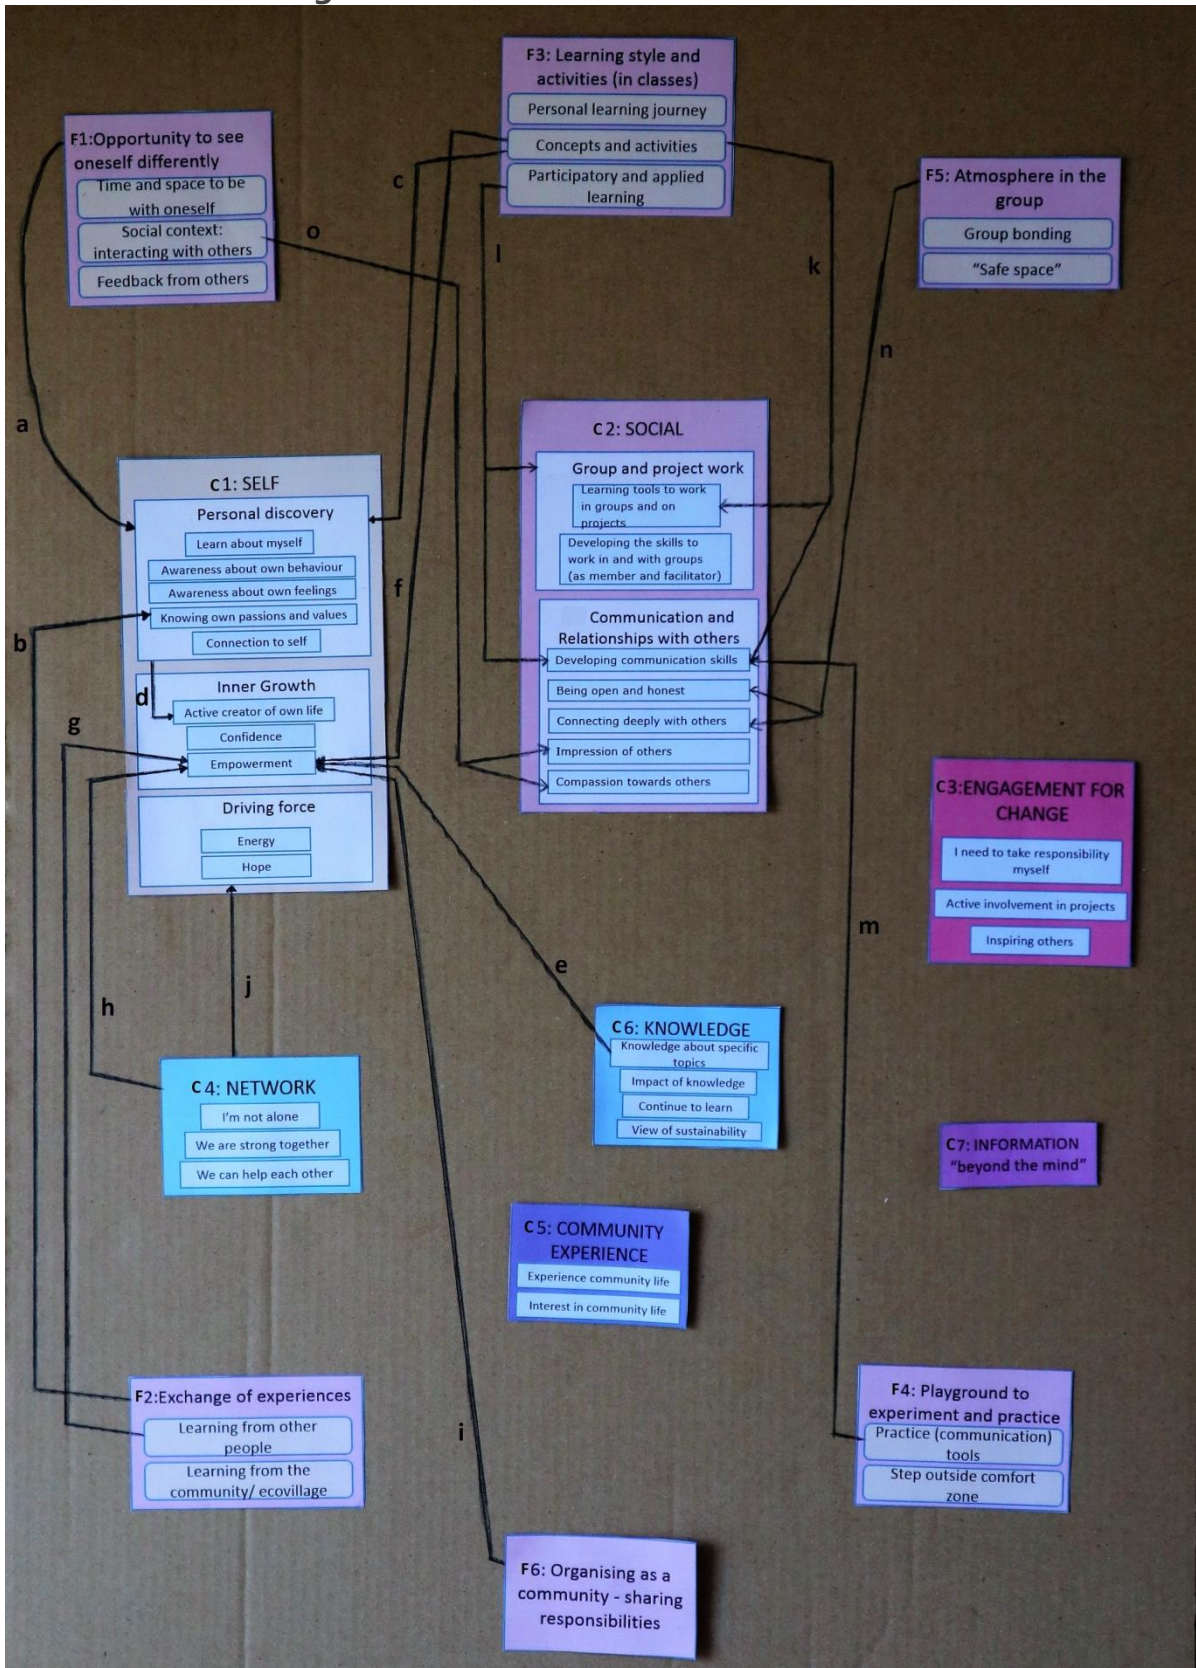 F3: Learning style and
activities (in classes)
Personal learning journey
Concepts and activities
Participatory and applied
learning
F1:Opportunity to see
oneself differently
Time and space to be
with oneself
Social context:
interacting with others
Feedback from others
F5: Atmosphere in the
group
Group bonding
“Safe space”
c
o
l
k
n
a
C1: SELF
Personal discovery
Learn about myself
Awareness about own behaviour
Awareness about own feelings
Knowing own passions and values
Connection to self
Inner Growth
Active creator of own life
Confidence
Empowerment
Driving force
Energy
Hope
C2: SOCIAL
Group and project work
Learning tools to work
in groups and on
projects
Developing the skills to
work in and with groups
(as member and facilitator)
Communication and
Relationships with others
Developing communication skills
Being open and honest
Connecting deeply with others
Impression of others
Compassion towards others
f
b
d
g
C3:ENGAGEMENT FOR
CHANGE
I need to take responsibility
myself
Active involvement in projects
Inspiring others
m
e
j
h
C4: NETWORK
I’m not alone
We are strong together
We can help each other
C6: KNOWLEDGE
Knowledge about specific
topics
Impact of knowledge
Continue to learn
View of sustainability
C7: INFORMATION
“beyond the mind”
C5: COMMUNITY
EXPERIENCE
Experience community life
Interest in community life
F2:Exchange of experiences
Learning from other
people
Learning from the
community/ ecovillage
i
F4: Playground to
experiment and practice
Practice (communication)
tools
Step outside comfort
zone
F6: Organising as a
community - sharing
responsibilities